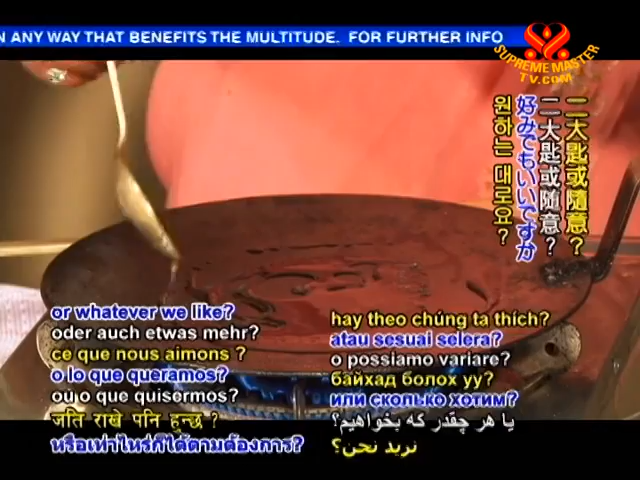 N ANY WAY THAT BENEFITS THE MULTITUDE. FOR FURTHER INFO
SUPREME MASTER
TV.COM
二大匙或隨意？
二大匙或随意？
好みでもいいですか
원하는 대로요?
or whatever we like?
oder auch etwas mehr?
ce que nous aimons ?
o lo que queramos?
où o que quisermos?
जति राखे पनि हुन्छ ?
หรือเท่าไหร่ก็ได้ตามต้องการ?
hay theo chúng ta thích?
atau sesuai selera?
o possiamo variare?
байхад болох уу?
или сколько хотим?
یا هر چقدر که بخواهیم؟
نريد نحن؟